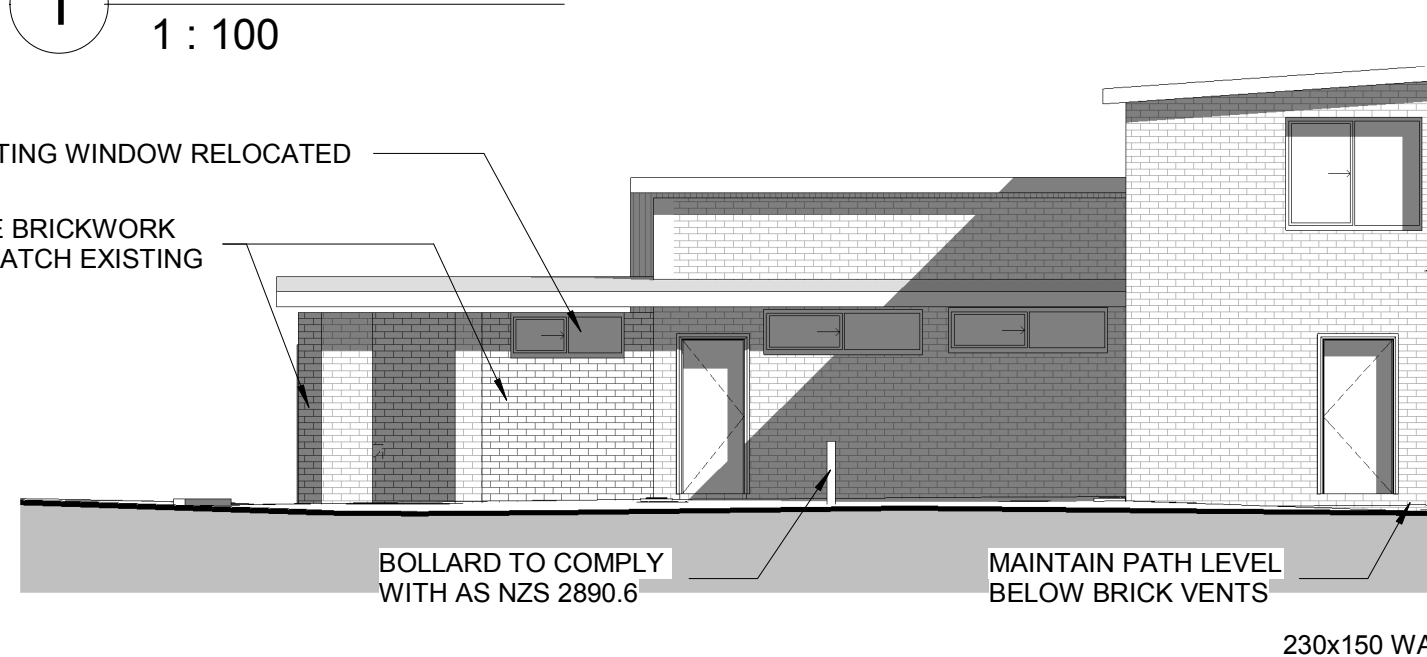 1
1 : 100
TING WINDOW RELOCATED
E BRICKWORK
ATCH EXISTING
BOLLARD TO COMPLY
WITH AS NZS 2890.6
MAINTAIN PATH LEVEL
BELOW BRICK VENTS
230x150 WA